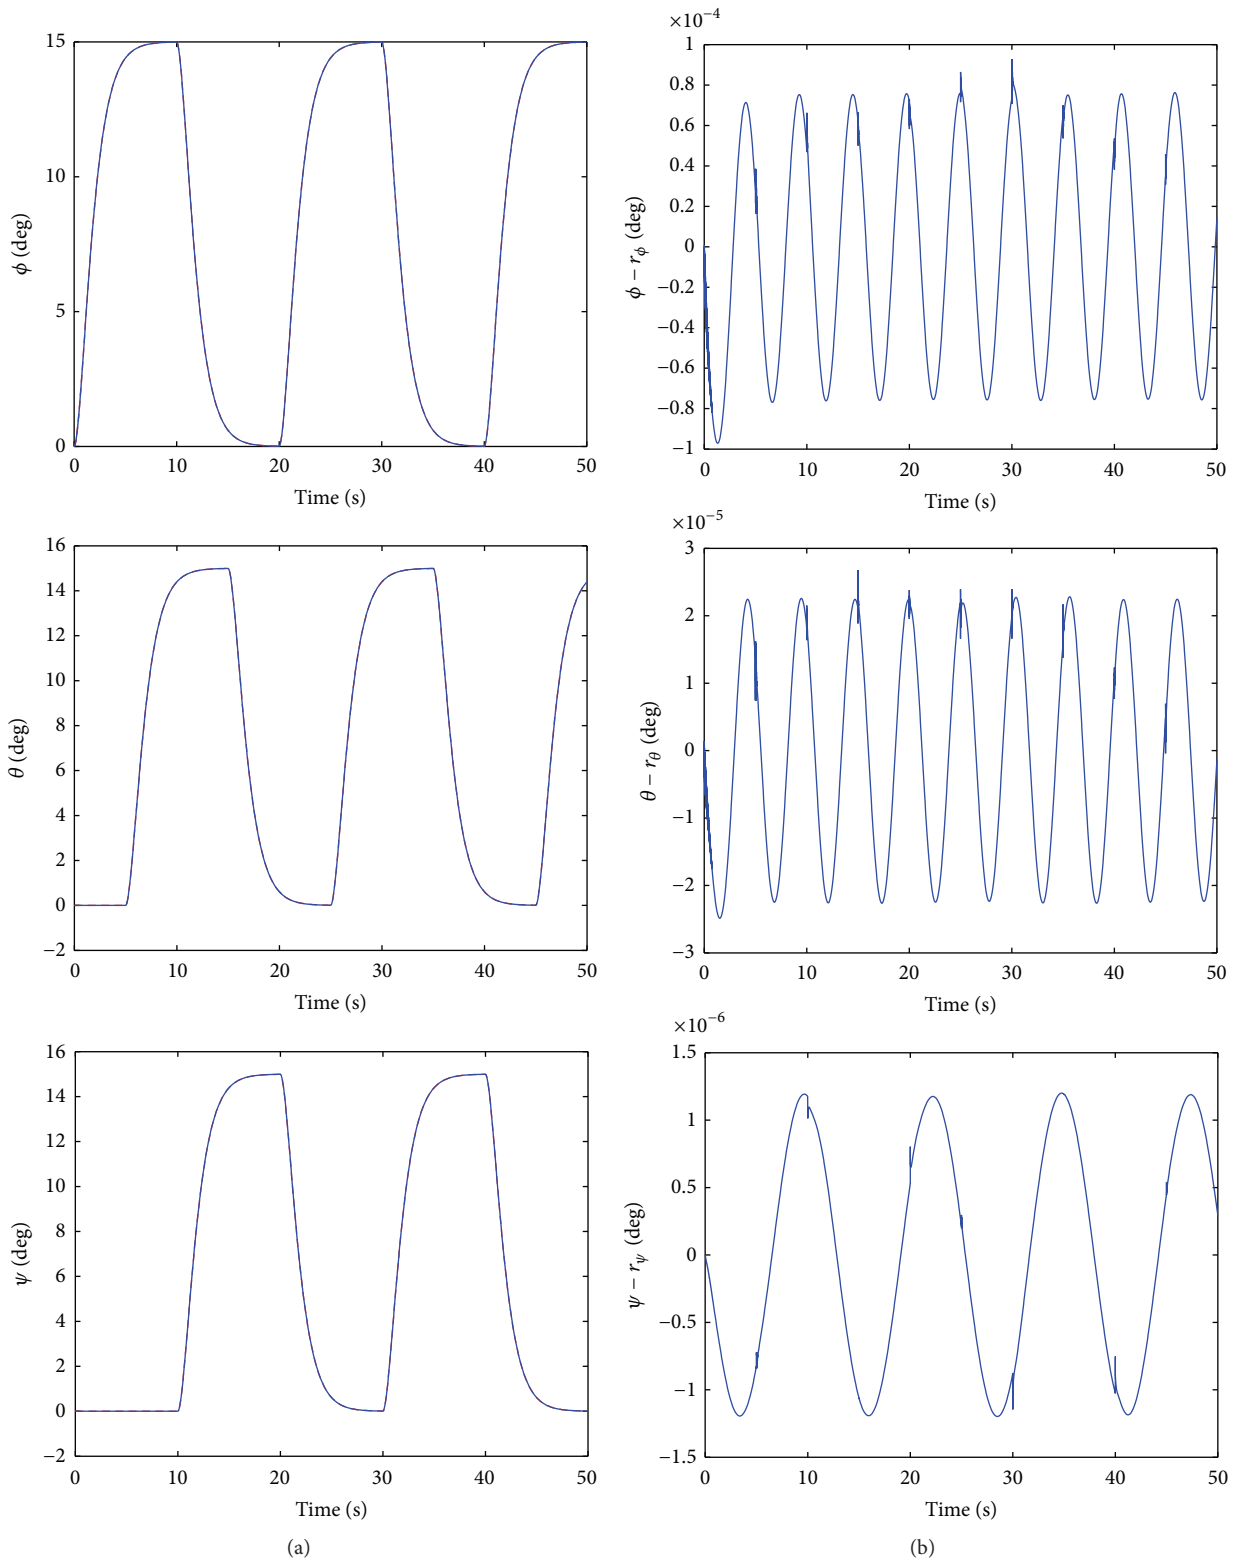 15
15
5
0
ϕ (deg)
0 10 20 30 40 50
Time (s)
×10⁻⁴
1
0.8
0.6
0.4
0.2
0
−0.2
−0.4
−0.6
−0.8
−1
ϕ − r_ϕ (deg)
0 10 20 30 40 50
Time (s)
16
14
12
10
8
6
4
2
0
−2
θ (deg)
0 10 20 30 40 50
Time (s)
×10⁻⁵
3
2
1
0
−1
−2
−3
θ − r_θ (deg)
0 10 20 30 40 50
Time (s)
16
14
12
10
8
6
4
2
0
−2
ψ (deg)
0 10 20 30 40 50
Time (s)
(a)
×10⁻⁶
1.5
1
0.5
0
−0.5
−1
−1.5
ψ − r_ψ (deg)
0 10 20 30 40 50
Time (s)
(b)